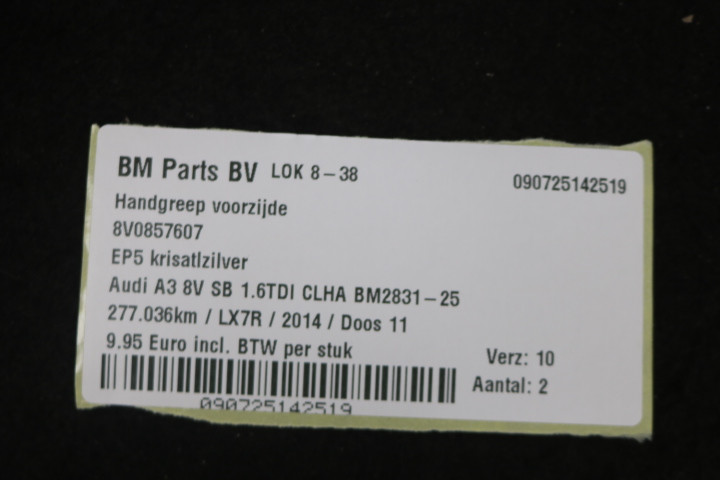 BM Parts BV LOK 8-38
090725142519
Handgreep voorzijde
8V0857607
EP5 krisatlzilver
Audi A3 8V SB 1.6TDI CLHA BM2831-25
277.036km / LX7R / 2014 / Doos 11
9.95 Euro incl. BTW per stuk
Verz: 10
Aantal: 2
090725142519